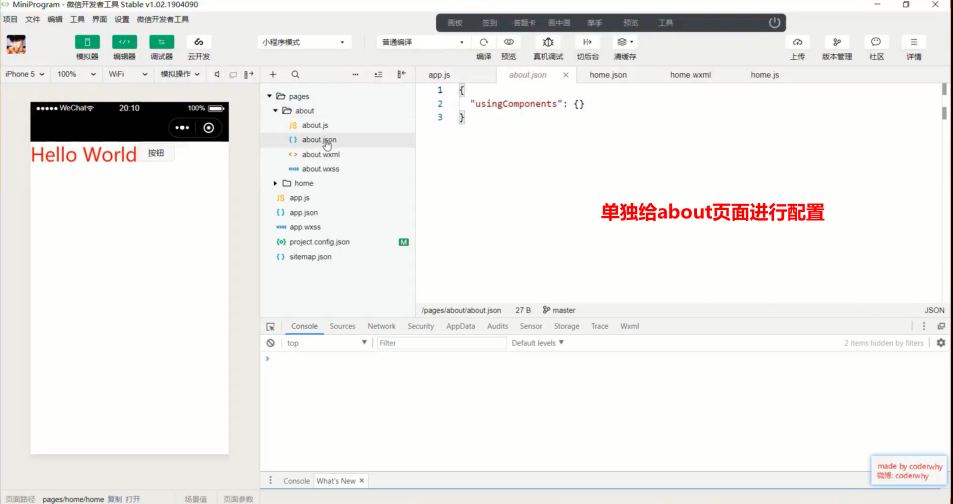 MiniProgram - 微信开发者工具 Stable v1.02.1904090
项目 文件 编辑 工具 界面 设置 微信开发者工具
画板 签到 答题卡 画中画 举手 预览 工具
小程序模式 普通编译
模拟器 编辑器 调试器 云开发 编译 预览 真机调试 切后台 清缓存 上传 版本管理 社区 详情
iPhone 5 100% WiFi 模拟操作
app.js about.json home.json home.wxml home.js
WeChat 20:10 100%
Hello World 按钮
pages
about
about.js
about.json
about.wxml
about.wxss
home
app.js
app.json
app.wxss
project.config.json M
sitemap.json
1 {
2 "usingComponents": {}
3 }
单独给about页面进行配置
/pages/about/about.json 27 B master JSON
Console Sources Network Security AppData Audits Sensor Storage Trace Wxml
top Filter Default levels 2 items hidden by filters
Console What's New
made by coderwhy
微博: coderwhy
页面路径 pages/home/home 复制 打开 场景值 页面参数